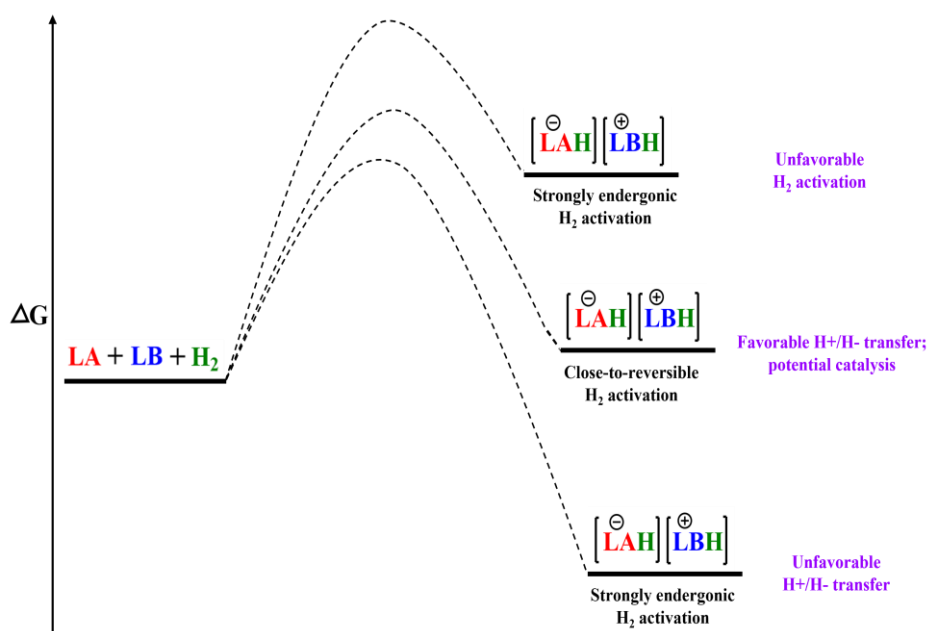 ⊖ ⊕
[LAH] [LBH]
Strongly endergonic
H₂ activation
Unfavorable
H₂ activation
ΔG
LA + LB + H₂
⊖ ⊕
[LAH] [LBH]
Close-to-reversible
H₂ activation
Favorable H+/H- transfer;
potential catalysis
⊖ ⊕
[LAH] [LBH]
Strongly endergonic
H₂ activation
Unfavorable
H+/H- transfer